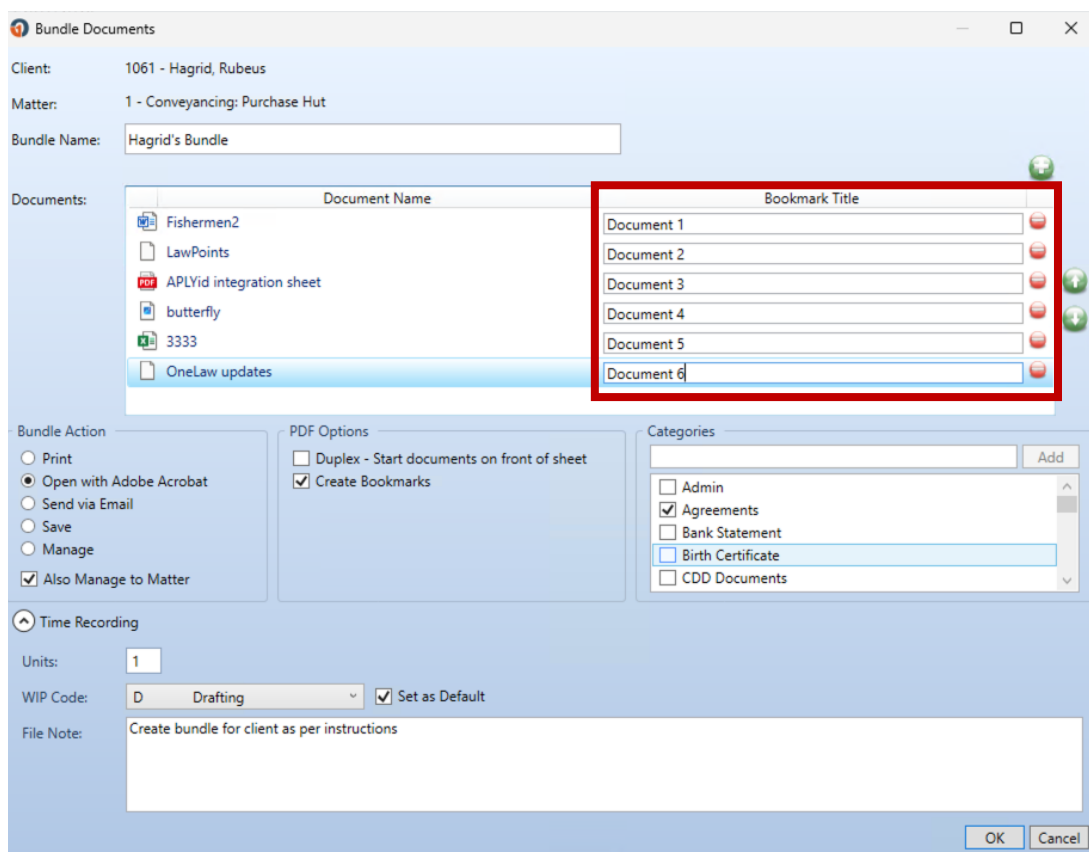 Bundle Documents
Client: 1061 - Hagrid, Rubeus
Matter: 1 - Conveyancing: Purchase Hut
Bundle Name: Hagrid's Bundle
Documents: Document Name Bookmark Title
Fishermen2 Document 1
LawPoints Document 2
PDF APLYid integration sheet Document 3
butterfly Document 4
3333 Document 5
OneLaw updates Document 6
Bundle Action
Print
Open with Adobe Acrobat
Send via Email
Save
Manage
Also Manage to Matter
PDF Options
Duplex - Start documents on front of sheet
Create Bookmarks
Categories
Add
Admin
Agreements
Bank Statement
Birth Certificate
CDD Documents
Time Recording
Units: 1
WIP Code: D Drafting Set as Default
File Note: Create bundle for client as per instructions
OK Cancel